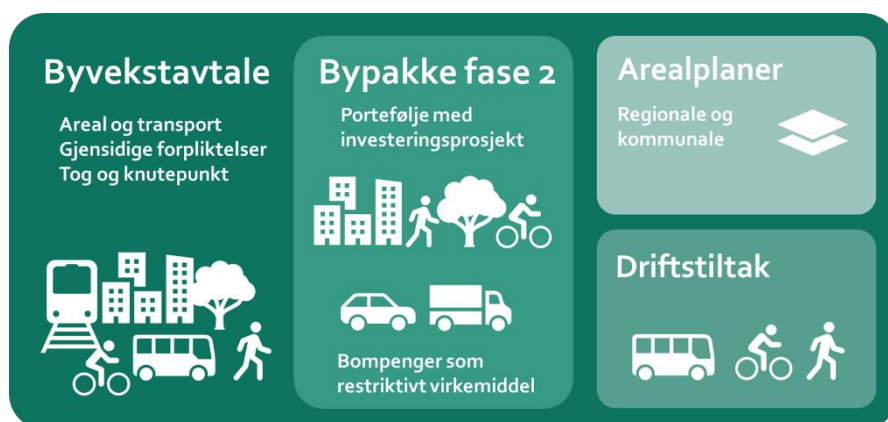 Byvekstavtale
Areal og transport
Gjensidige forpliktelser
Tog og knutepunkt
Bypakke fase 2
Portefølje med
investeringsprosjekt
Bompenger som
restriktivt virkemiddel
Arealplaner
Regionale og
kommunale
Driftstiltak